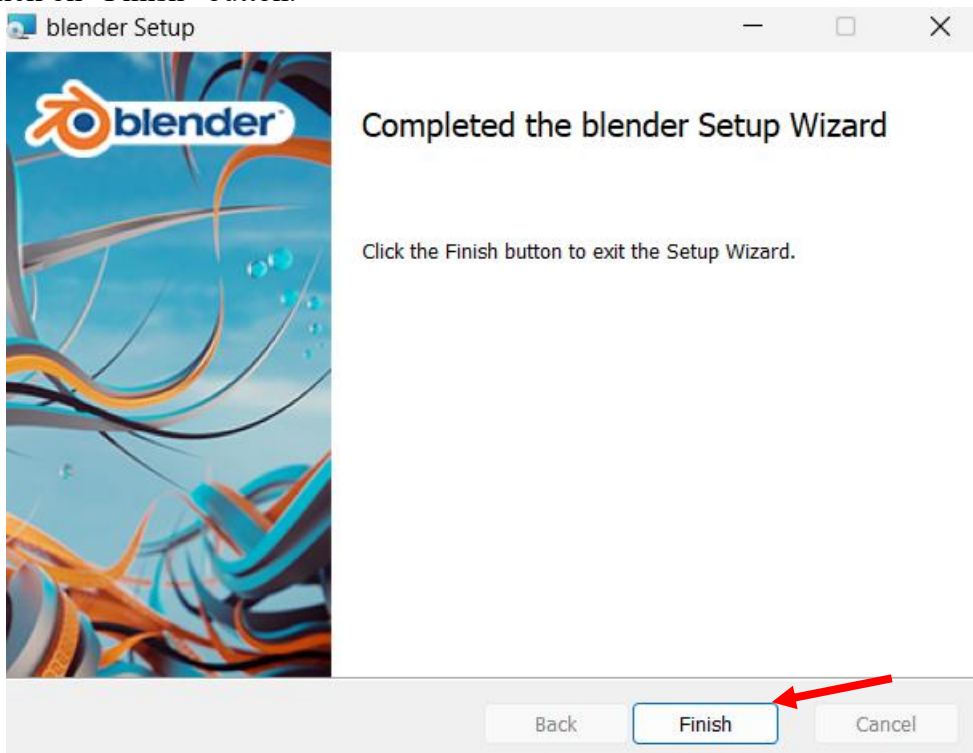 blender Setup
blender
Completed the blender Setup Wizard
Click the Finish button to exit the Setup Wizard.
Back
Finish
Cancel